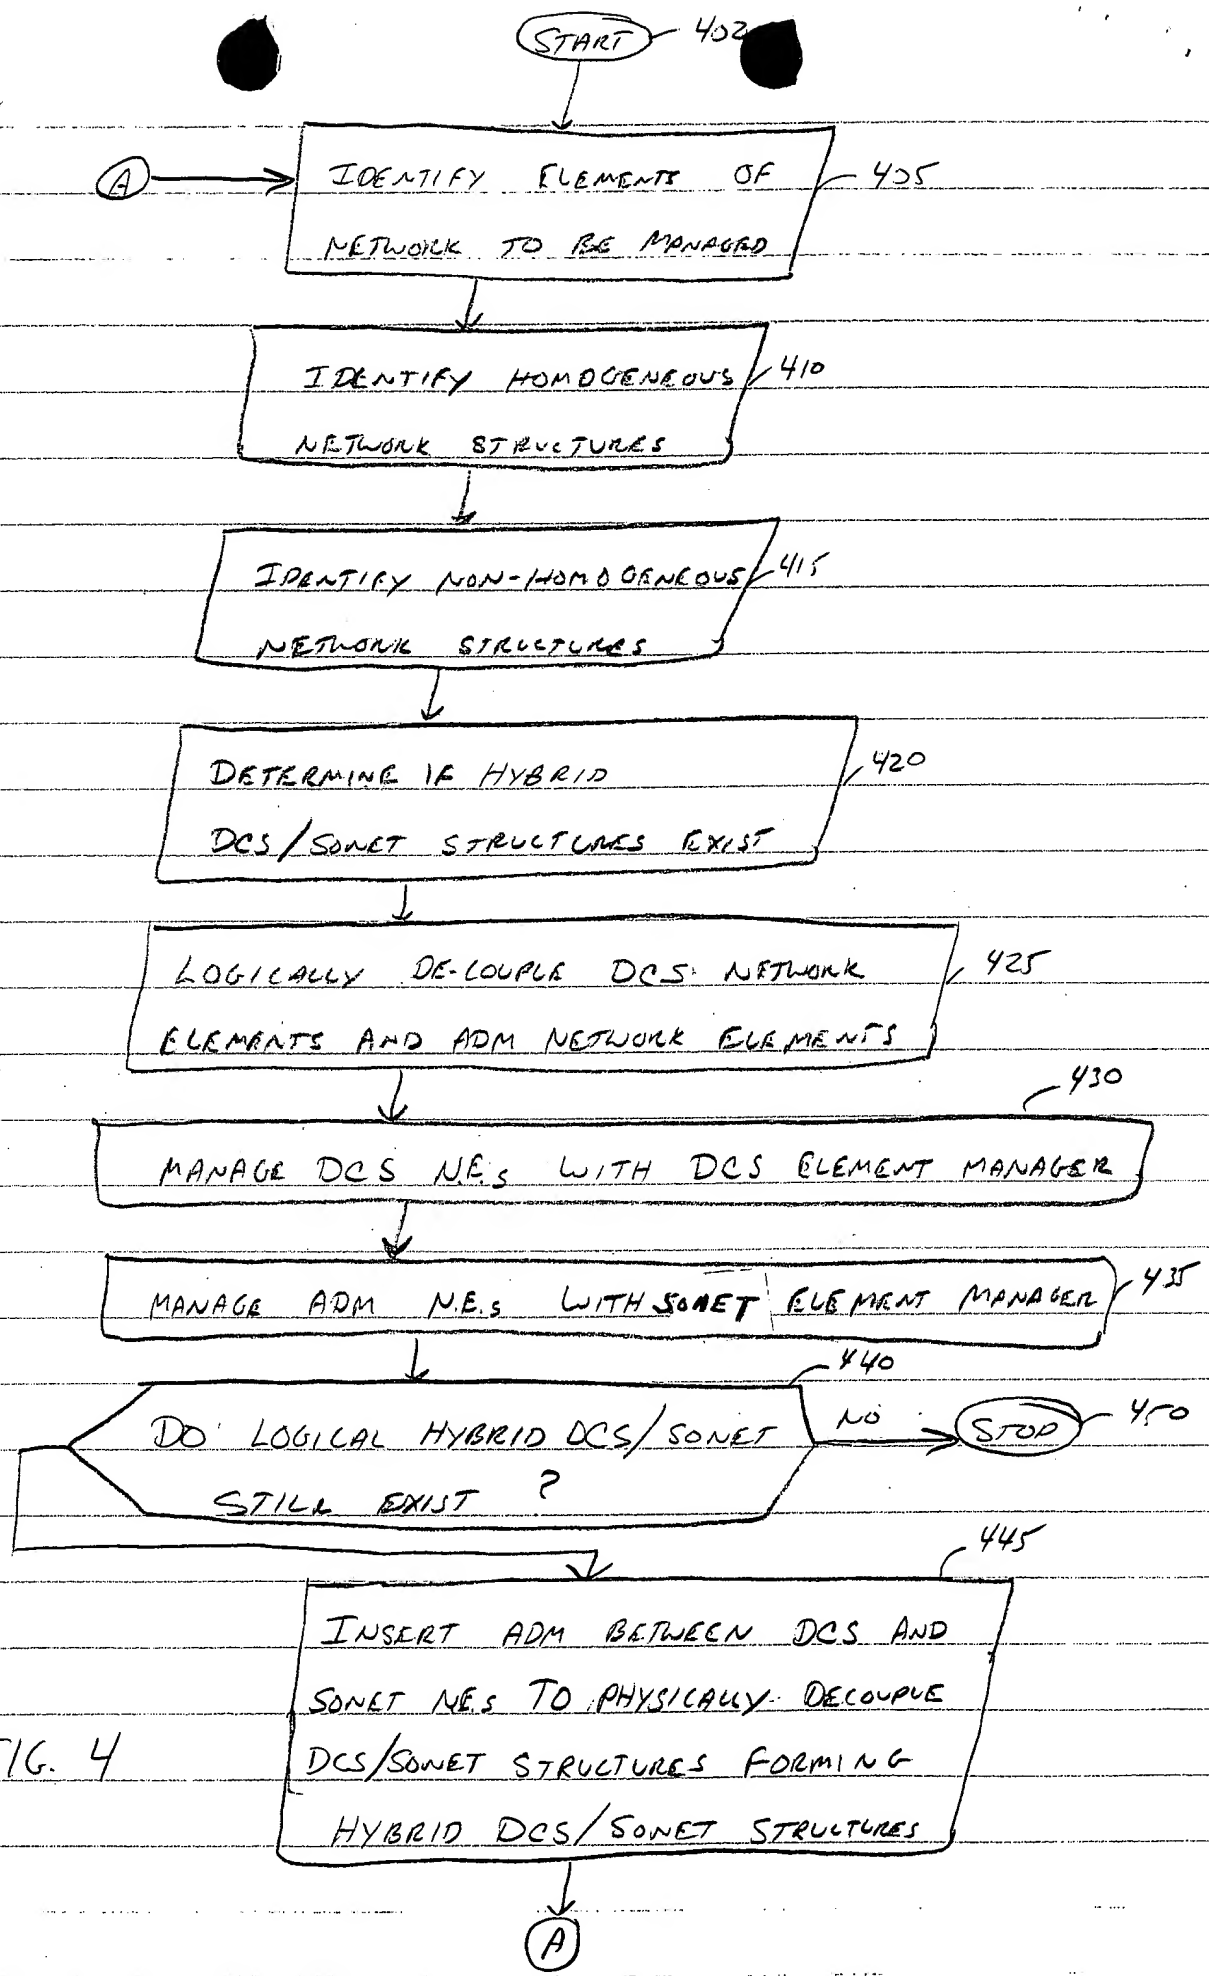 START 402
A
IDENTIFY ELEMENTS OF 405
NETWORK TO BE MANAGED
IDENTIFY HOMOGENEOUS 410
NETWORK STRUCTURES
IDENTIFY NON-HOMOGENEOUS 415
NETWORK STRUCTURES
DETERMINE IF HYBRID 420
DCS/SONET STRUCTURES EXIST
LOGICALLY DE-COUPLE DCS NETWORK 425
ELEMENTS AND ADM NETWORK ELEMENTS
430
MANAGE DCS N.E.s WITH DCS ELEMENT MANAGER
MANAGE ADM N.E.s WITH SONET ELEMENT MANAGER 435
440
DO LOGICAL HYBRID DCS/SONET NO STOP 450
STILL EXIST ?
445
INSERT ADM BETWEEN DCS AND
SONET N.E.s TO PHYSICALLY DECOUPLE
DCS/SONET STRUCTURES FORMING
HYBRID DCS/SONET STRUCTURES
FIG. 4
A